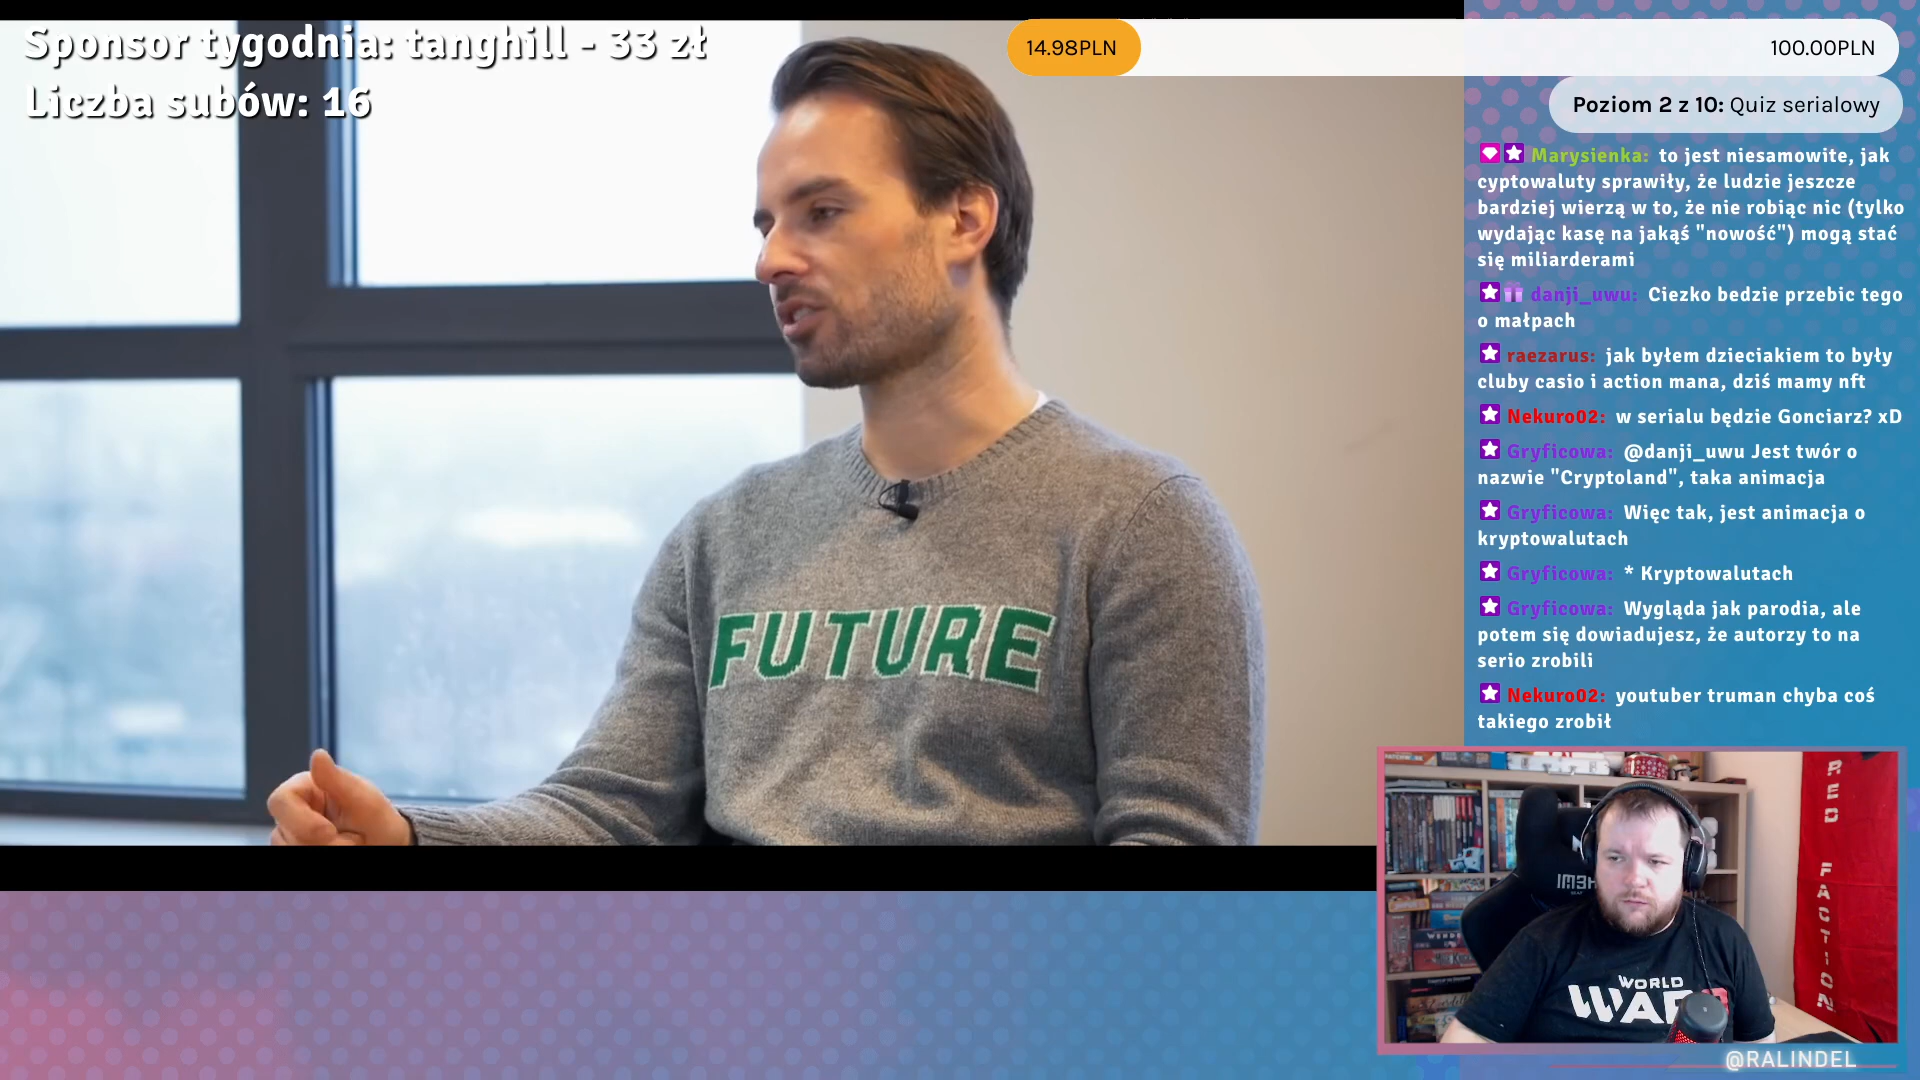 Sponsor tygodnia: tanghill - 33 zł
Liczba subów: 16
14.98PLN
100.00PLN
Poziom 2 z 10: Quiz serialowy
Marysienka: to jest niesamowite, jak
cyptowaluty sprawiły, że ludzie jeszcze
bardziej wierzą w to, że nie robiąc nic (tylko
wydając kasę na jakąś "nowość") mogą stać
się miliarderami
danji_uwu: Ciezko bedzie przebic tego
o małpach
raezarus: jak byłem dzieciakiem to były
cluby casio i action mana, dziś mamy nft
Nekuro02: w serialu będzie Gonciarz? xD
Gryficowa: @danji_uwu Jest twór o
nazwie "Cryptoland", taka animacja
Gryficowa: Więc tak, jest animacja o
kryptowalutach
Gryficowa: * Kryptowalutach
Gryficowa: Wygląda jak parodia, ale
potem się dowiadujesz, że autorzy to na
serio zrobili
Nekuro02: youtuber truman chyba coś
takiego zrobił
FUTURE
RED FACTION
WORLD
WAR
@RALINDEL